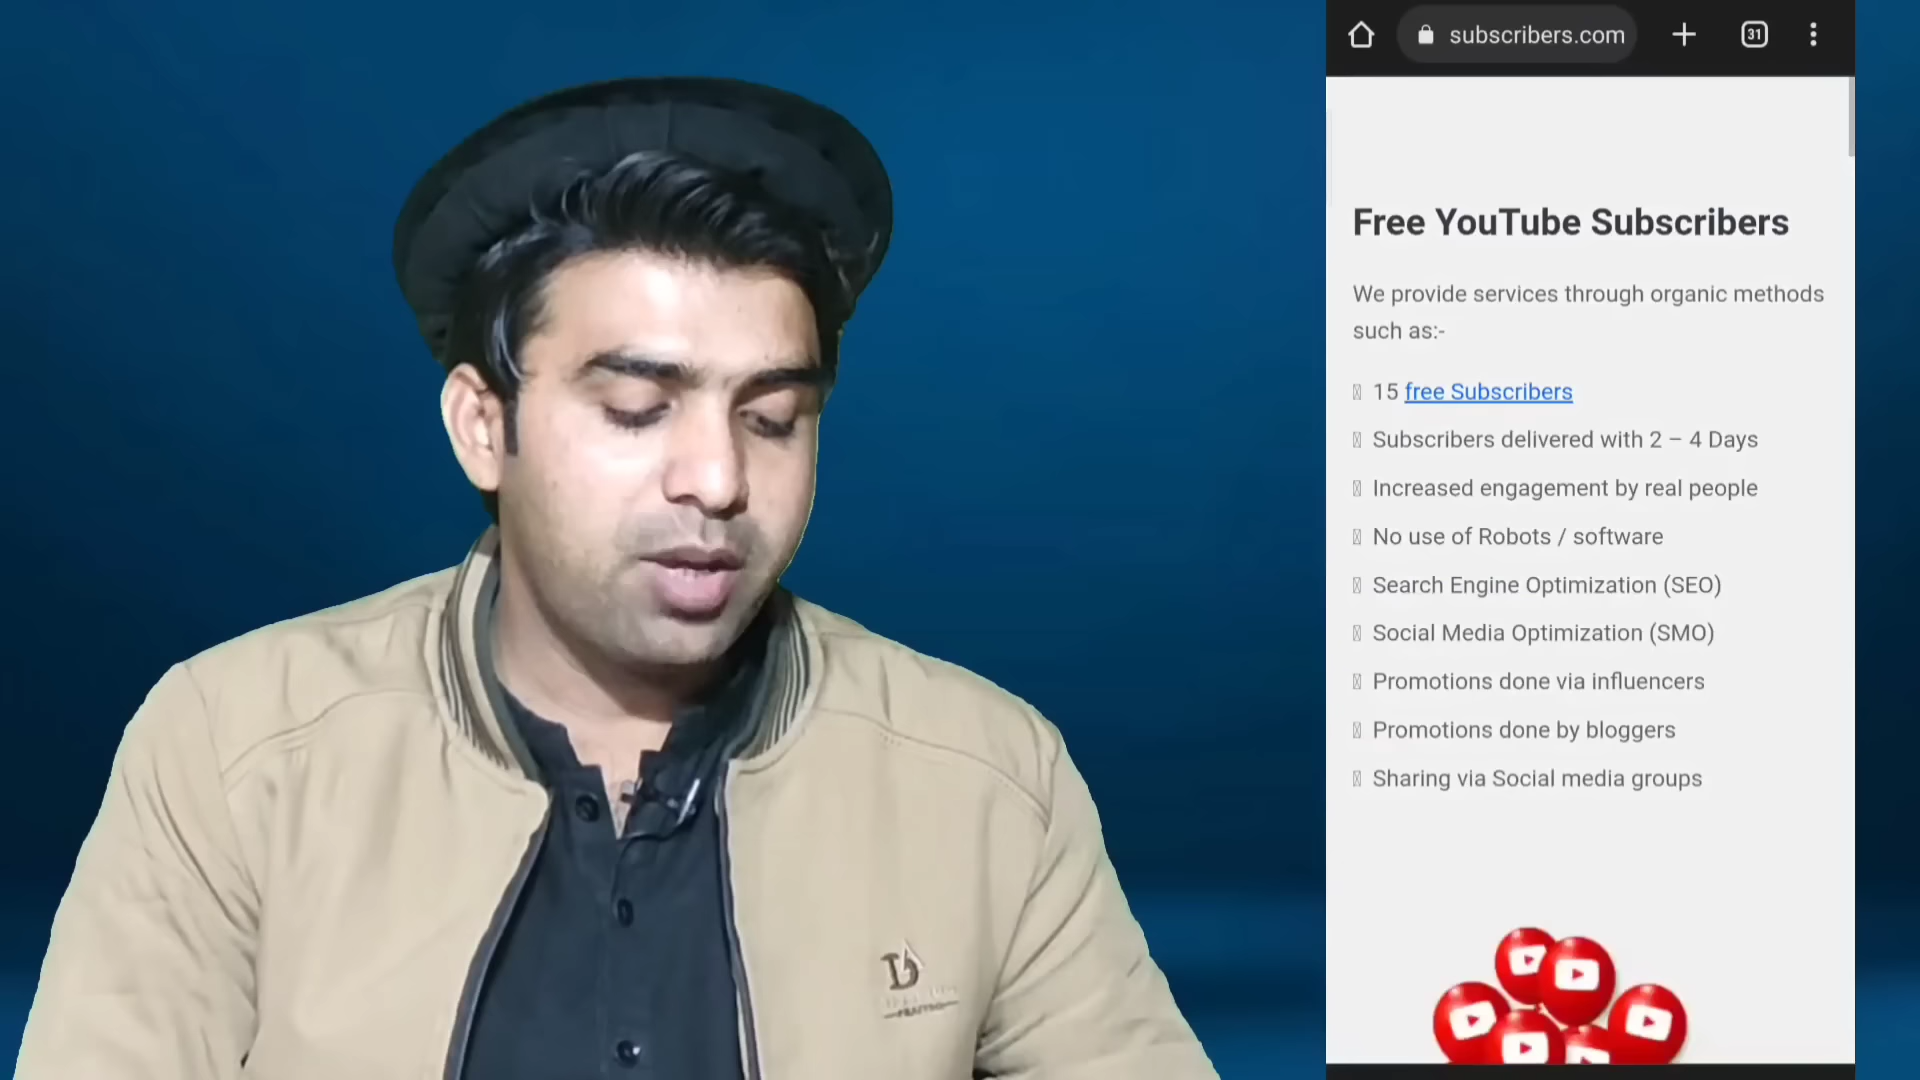 subscribers.com
31
Free YouTube Subscribers
We provide services through organic methods
such as:-
15 free Subscribers
Subscribers delivered with 2 – 4 Days
Increased engagement by real people
No use of Robots / software
Search Engine Optimization (SEO)
Social Media Optimization (SMO)
Promotions done via influencers
Promotions done by bloggers
Sharing via Social media groups